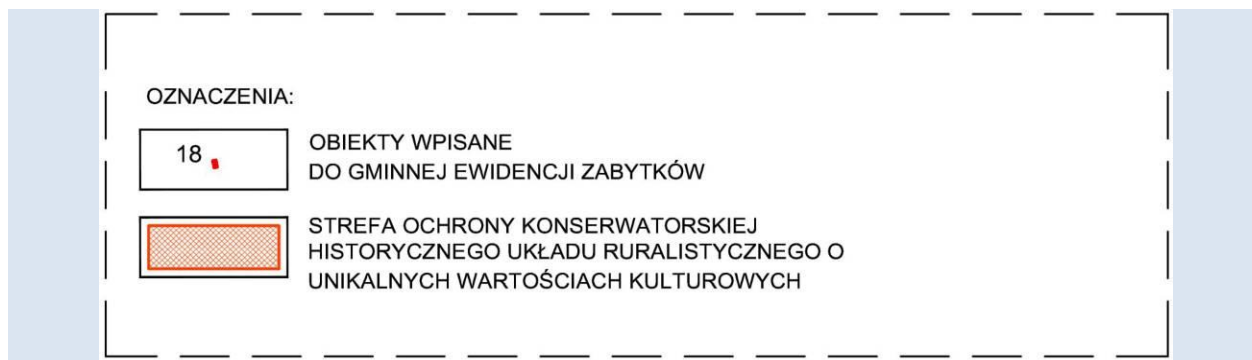 OZNACZENIA:
18
OBIEKTY WPISANE
DO GMINNEJ EWIDENCJI ZABYTKÓW
STREFA OCHRONY KONSERWATORSKIEJ
HISTORYCZNEGO UKŁADU RURALISTYCZNEGO O
UNIKALNYCH WARTOŚCIACH KULTUROWYCH